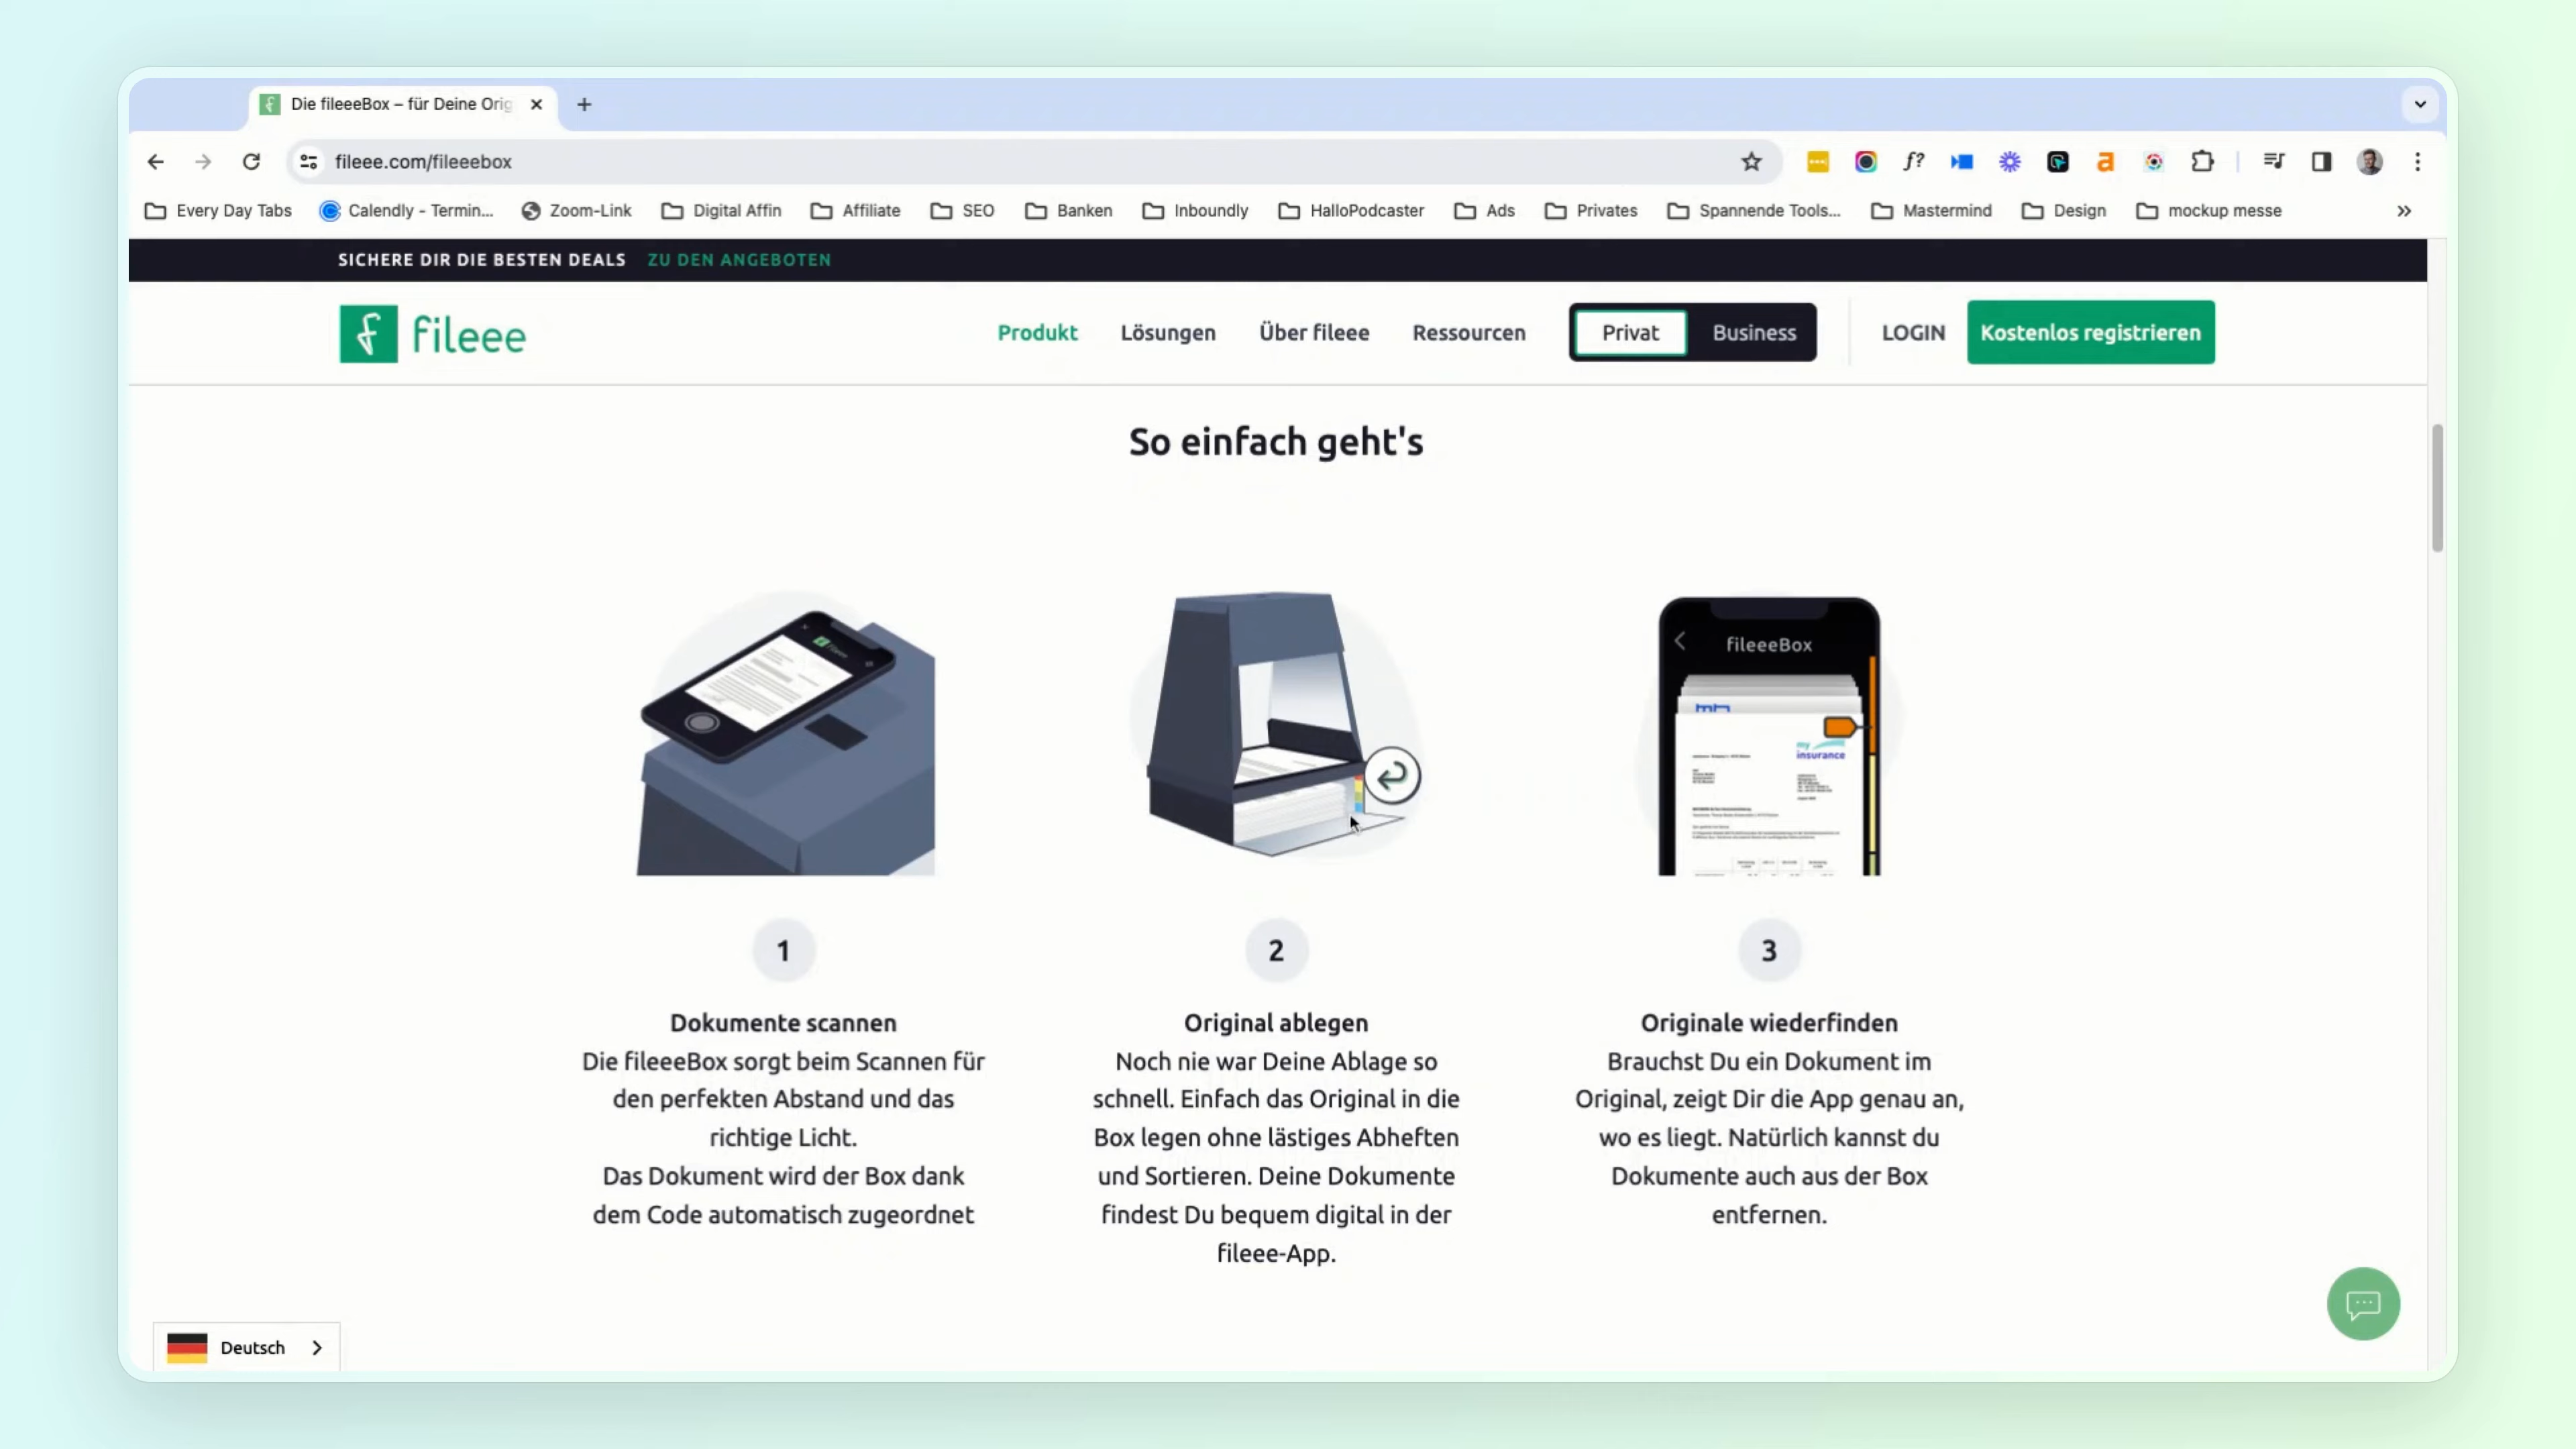 Die fileeeBox – für Deine Orig
fileee.com/fileeebox
Every Day Tabs
Calendly - Termin...
Zoom-Link
Digital Affin
Affiliate
SEO
Banken
Inboundly
HalloPodcaster
Ads
Privates
Spannende Tools...
Mastermind
Design
mockup messe
SICHERE DIR DIE BESTEN DEALS ZU DEN ANGEBOTEN
fileee
Produkt
Lösungen
Über fileee
Ressourcen
Privat
Business
LOGIN
Kostenlos registrieren
So einfach geht's
fileee
fileeeBox
my
insurance
1
Dokumente scannen
Die fileeeBox sorgt beim Scannen für
den perfekten Abstand und das
richtige Licht.
Das Dokument wird der Box dank
dem Code automatisch zugeordnet
2
Original ablegen
Noch nie war Deine Ablage so
schnell. Einfach das Original in die
Box legen ohne lästiges Abheften
und Sortieren. Deine Dokumente
findest Du bequem digital in der
fileee-App.
3
Originale wiederfinden
Brauchst Du ein Dokument im
Original, zeigt Dir die App genau an,
wo es liegt. Natürlich kannst du
Dokumente auch aus der Box
entfernen.
Deutsch